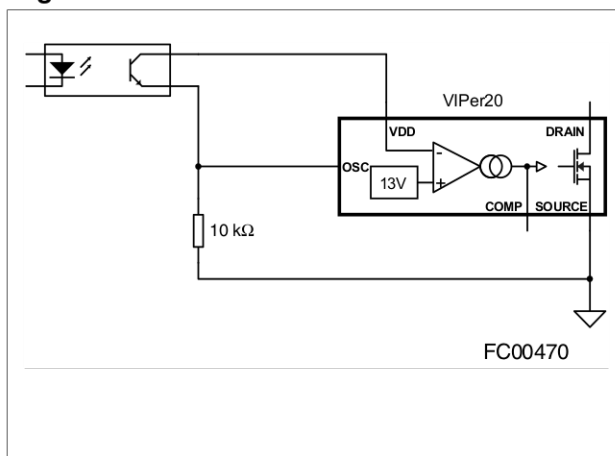 VIPer20
VDD
DRAIN
OSC
-
13V
+
COMP
SOURCE
10 kΩ
FC00470